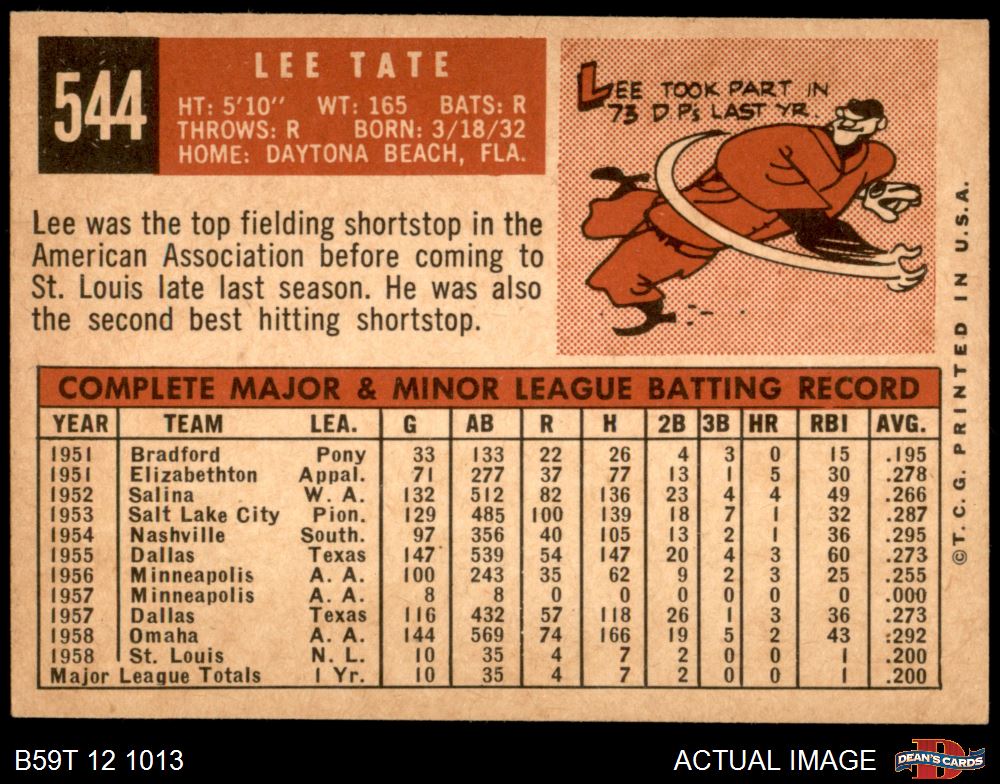 544
LEE TATE
HT: 5'10" WT: 165 BATS: R
THROWS: R BORN: 3/18/32
HOME: DAYTONA BEACH, FLA.
LEE TOOK PART IN
73 D P's LAST YR.
Lee was the top fielding shortstop in the
American Association before coming to
St. Louis late last season. He was also
the second best hitting shortstop.
COMPLETE MAJOR & MINOR LEAGUE BATTING RECORD
YEAR TEAM LEA. G AB R H 2B 3B HR RBI AVG.
1951 Bradford Pony 33 133 22 26 4 3 0 15 .195
1951 Elizabethton Appal. 71 277 37 77 13 1 5 30 .278
1952 Salina W. A. 132 512 82 136 23 4 4 49 .266
1953 Salt Lake City Pion. 129 485 100 139 18 7 1 32 .287
1954 Nashville South. 97 356 40 105 13 2 1 36 .295
1955 Dallas Texas 147 539 54 147 20 4 3 60 .273
1956 Minneapolis A. A. 100 243 35 62 9 2 3 25 .255
1957 Minneapolis A. A. 8 8 0 0 0 0 0 0 .000
1957 Dallas Texas 116 432 57 118 26 1 3 36 .273
1958 Omaha A. A. 144 569 74 166 19 5 2 43 .292
1958 St. Louis N. L. 10 35 4 7 2 0 0 1 .200
Major League Totals 1 Yr. 10 35 4 7 2 0 0 1 .200
©T. C. G. PRINTED IN U.S.A.
B59T 12 1013
ACTUAL IMAGE
D
DEAN'S CARDS